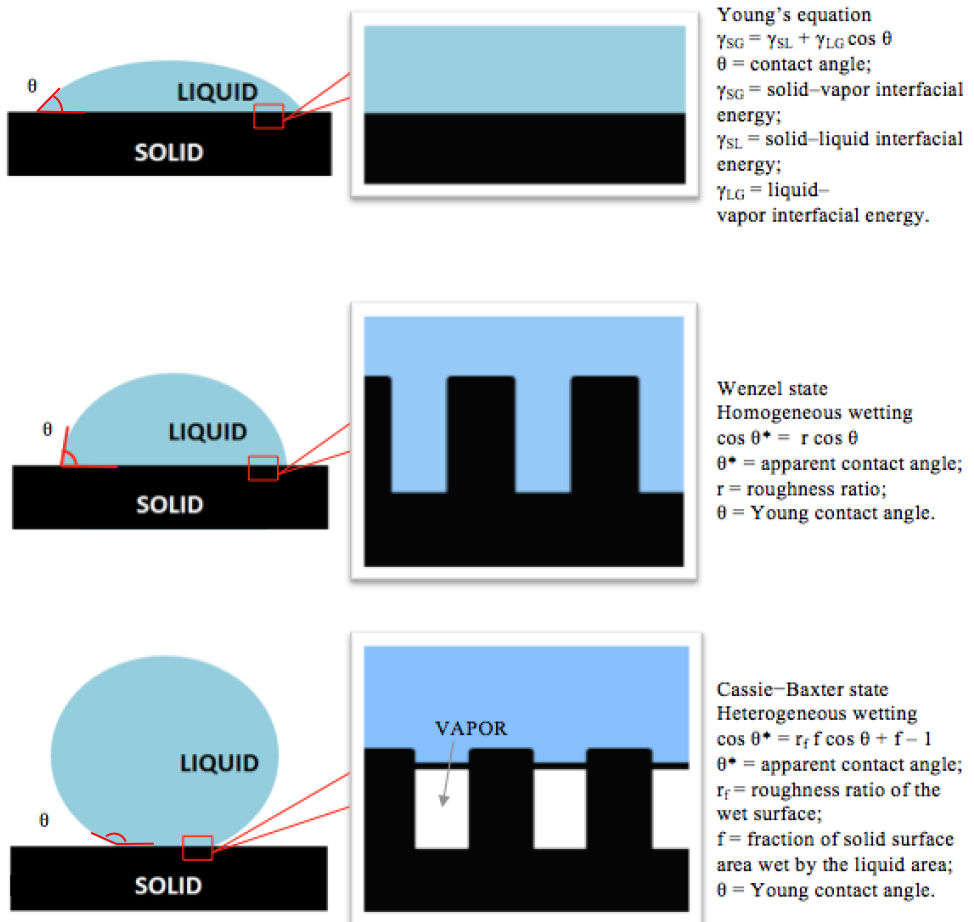 Young's equation
γSG = γSL + γLG cos θ
θ = contact angle;
γSG = solid–vapor interfacial
energy;
γSL = solid–liquid interfacial
energy;
γLG = liquid–
vapor interfacial energy.
θ
LIQUID
SOLID
Wenzel state
Homogeneous wetting
cos θ* = r cos θ
θ* = apparent contact angle;
r = roughness ratio;
θ = Young contact angle.
θ
LIQUID
SOLID
Cassie–Baxter state
Heterogeneous wetting
cos θ* = rf f cos θ + f – 1
θ* = apparent contact angle;
rf = roughness ratio of the
wet surface;
f = fraction of solid surface
area wet by the liquid area;
θ = Young contact angle.
VAPOR
θ
LIQUID
SOLID